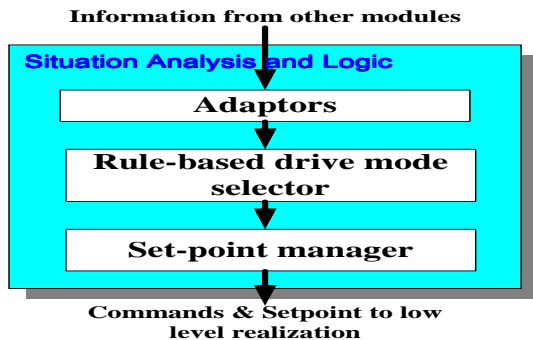 Information from other modules
Situation Analysis and Logic
Adaptors
Rule-based drive mode
selector
Set-point manager
Commands & Setpoint to low
level realization